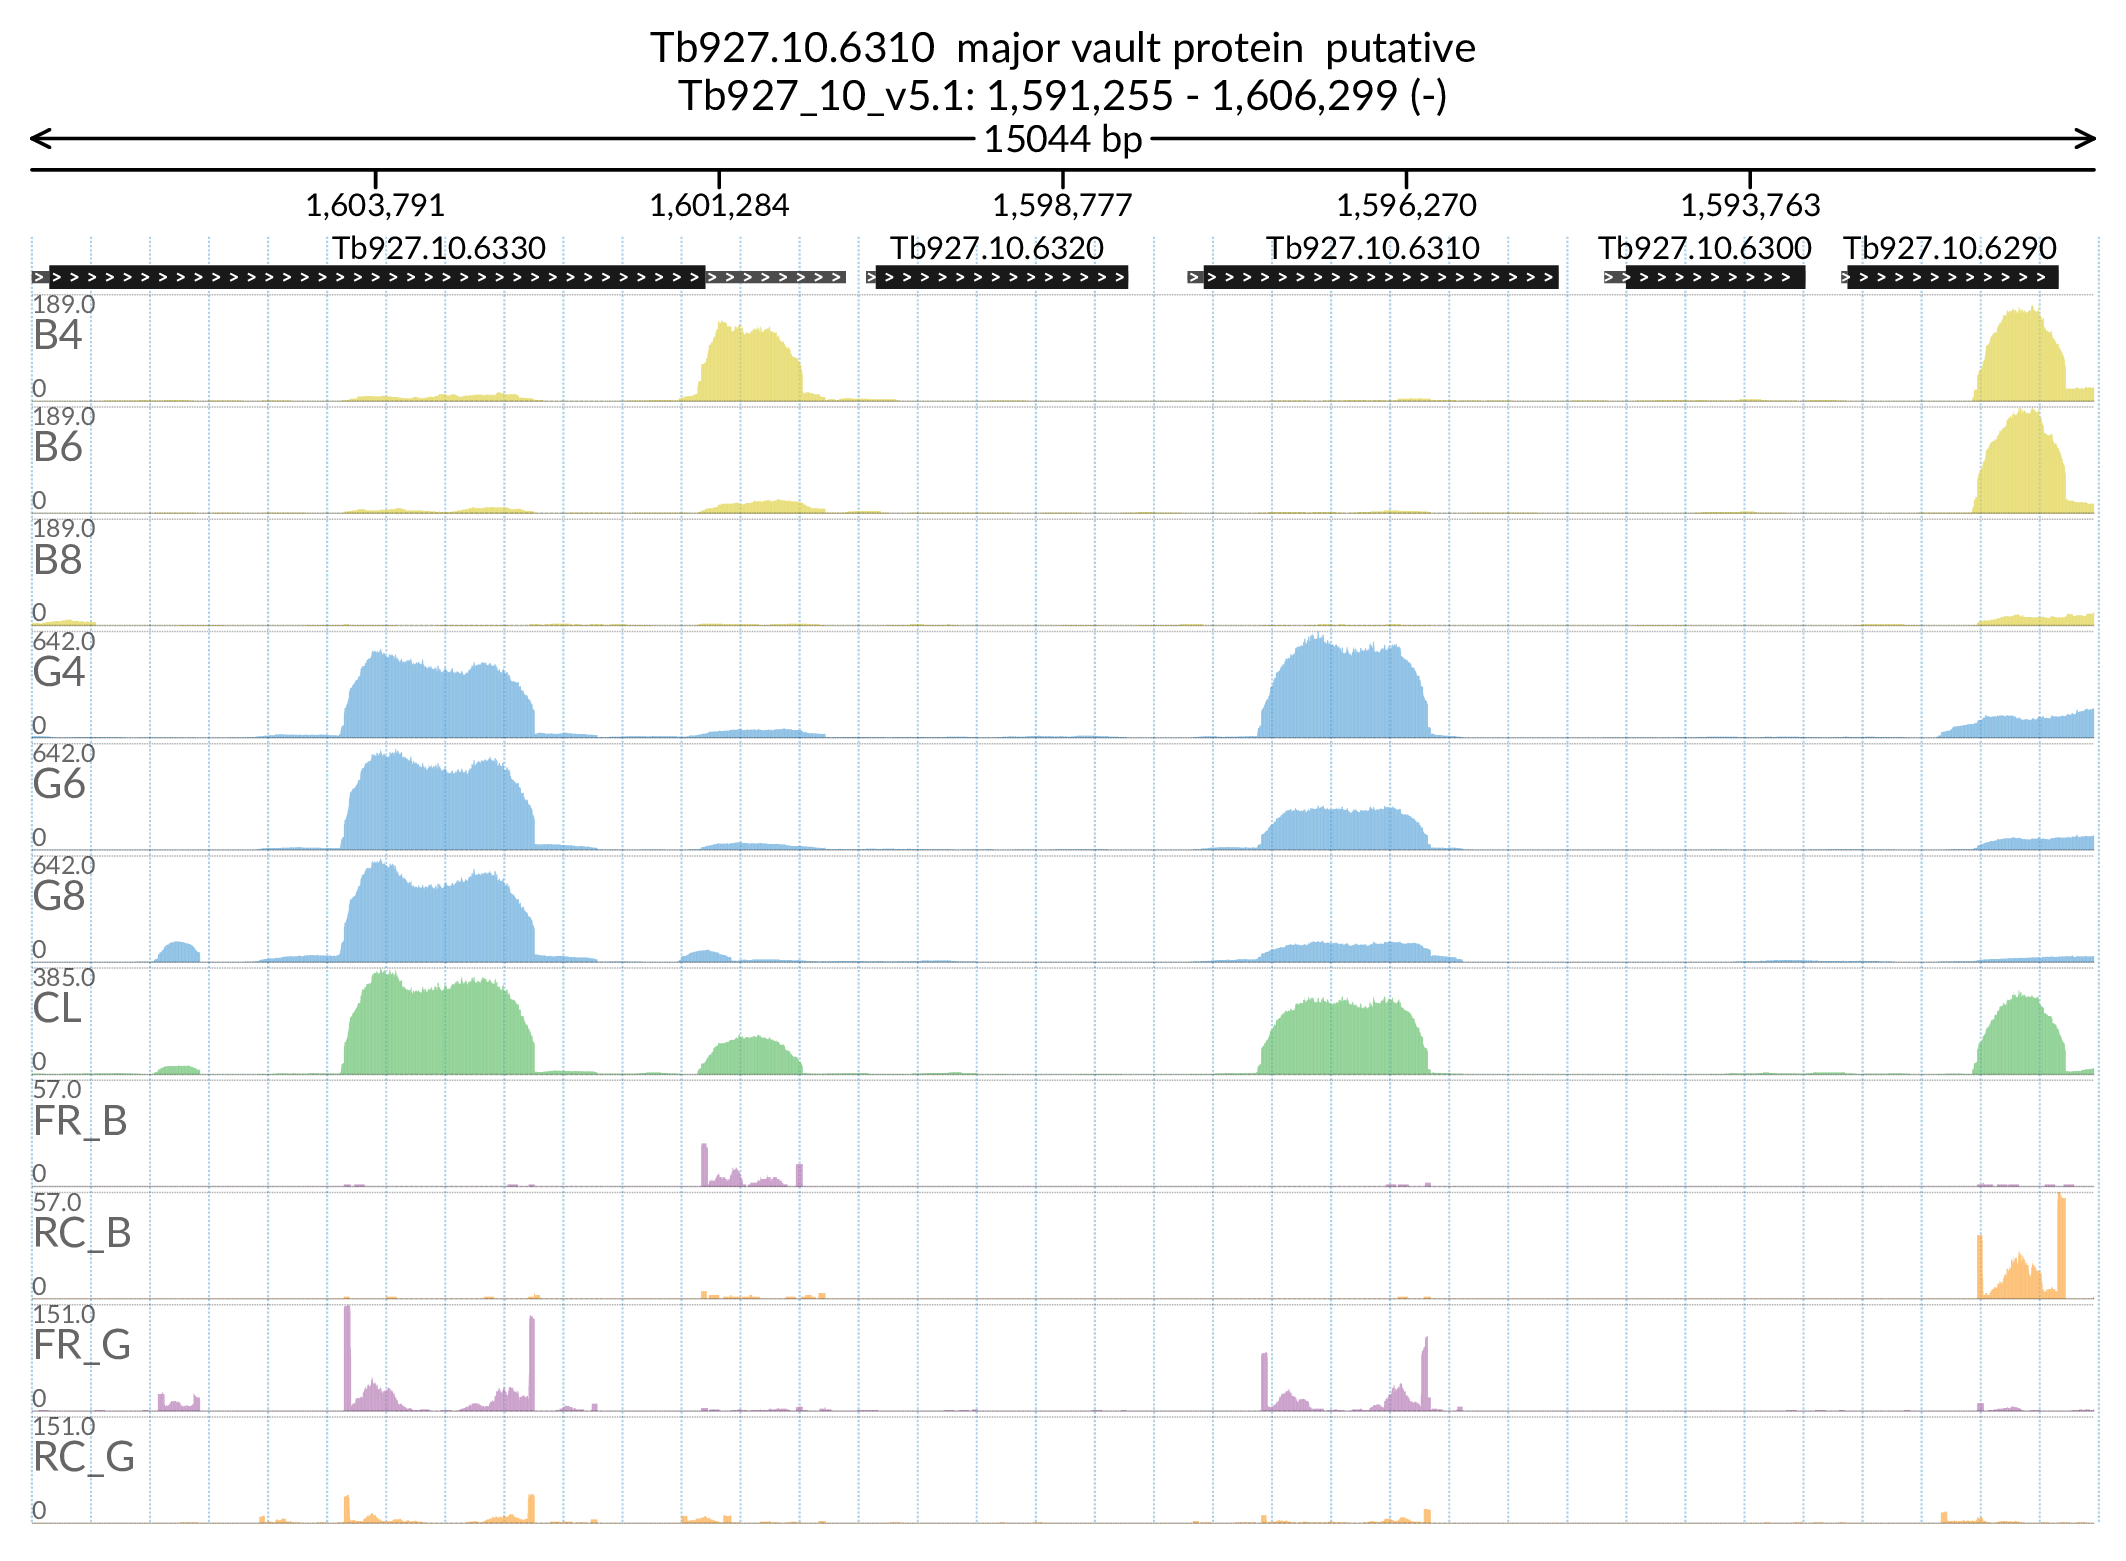 Tb927.10.6310 major vault protein putative
Tb927_10_v5.1: 1,591,255 - 1,606,299 (-)
15044 bp
1,603,791 1,601,284 1,598,777 1,596,270 1,593,763
Tb927.10.6330 Tb927.10.6320 Tb927.10.6310 Tb927.10.6300 Tb927.10.6290
189.0
B4
0
189.0
B6
0
189.0
B8
0
642.0
G4
0
642.0
G6
0
642.0
G8
0
385.0
CL
0
57.0
FR_B
0
57.0
RC_B
0
151.0
FR_G
0
151.0
RC_G
0